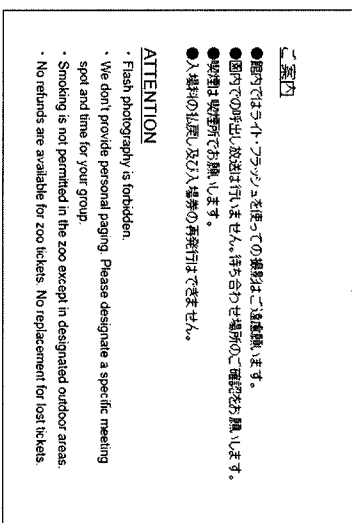 ご案内
●館内ではライト・フラッシュを使っての撮影はご遠慮願います。
●園内での呼出し放送は行いません。待ち合わせ場所のご確認をお願いします。
●喫煙は喫煙所でお願いします。
●入場料の払戻し及び入場券の再発行はできません。
ATTENTION
・Flash photography is forbidden.
・We don't provide personal paging. Please designate a specific meeting
spot and time for your group.
・Smoking is not permitted in the zoo except in designated outdoor areas.
・No refunds are available for zoo tickets. No replacement for lost tickets.